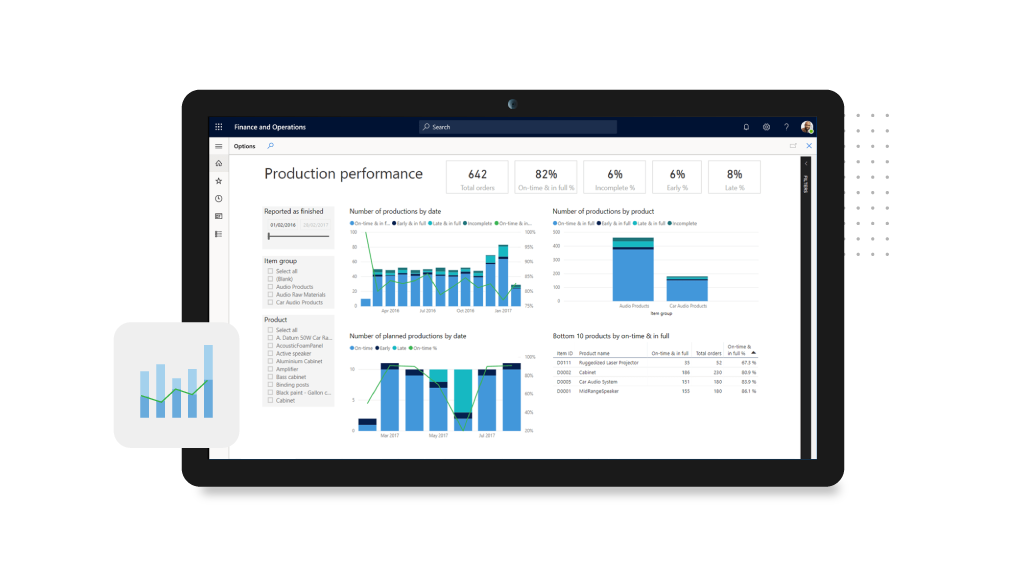 Finance and Operations
Search
?
Options
Production performance
642
Total orders
82%
On-time & in full %
6%
Incomplete %
6%
Early %
8%
Late %
FILTERS
Reported as finished
01/02/2016
Item group
Select all
(Blank)
Audio Products
Audio Raw Materials
Car Audio Products
Product
Select all
A. Datum 50W Car Ra...
AcousticFoamPanel
Active speaker
Aluminium Cabinet
Amplifier
Bass cabinet
Binding posts
Black paint - Gallon c...
Cabinet
Number of productions by date
On-time & in f... Early & in full Late & in full Incomplete On-time & in...
100 100%
80 95%
60 90%
40 85%
20 80%
0 75%
Apr 2016 Jul 2016 Oct 2016 Jan 2017
Number of productions by product
On-time & in full Early & in full Late & in full Incomplete
500
400
300
200
100
0
Audio Products Car Audio Products
Item group
Number of planned productions by date
On-time Early Late On-time %
100%
10 80%
5 60%
40%
0 20%
Mar 2017 May 2017 Jul 2017
Bottom 10 products by on-time & in full
Item ID Product name On-time & in full Total orders On-time & in full %
D0111 Ruggedized Laser Projector 35 52 67.3 %
D0002 Cabinet 186 230 80.9 %
D0005 Car Audio System 151 180 83.9 %
D0001 MidRangeSpeaker 155 180 86.1 %